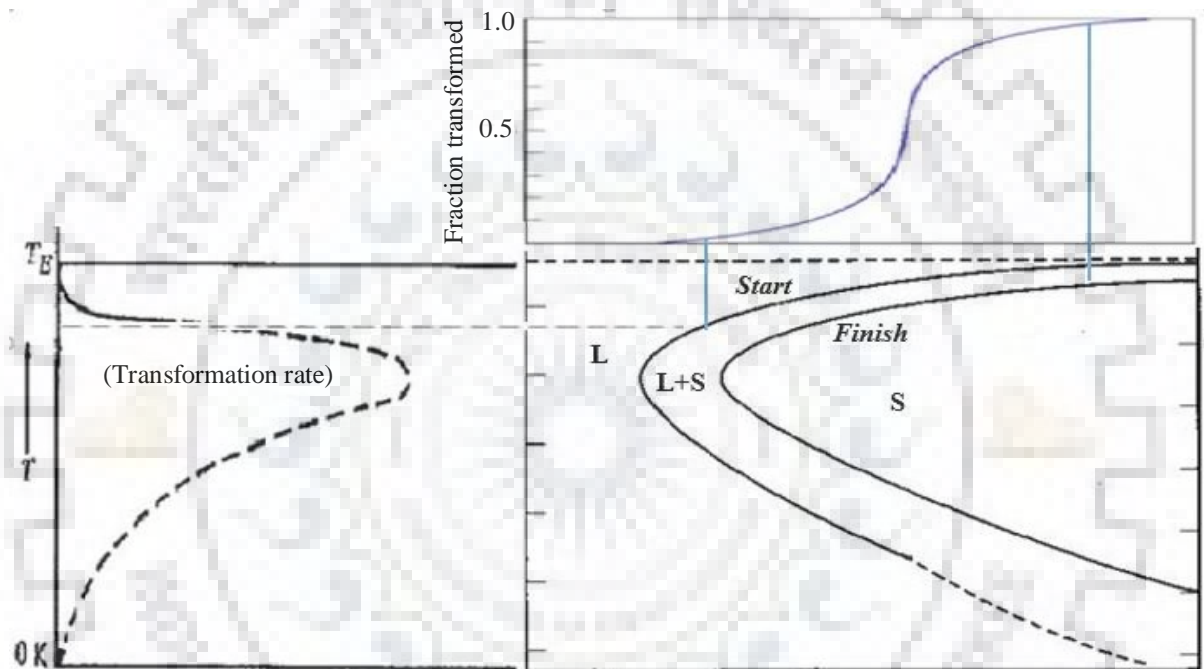 1.0
Fraction transformed
0.5
T_E
Start
Finish
L
(Transformation rate)
L+S
S
T
0 K